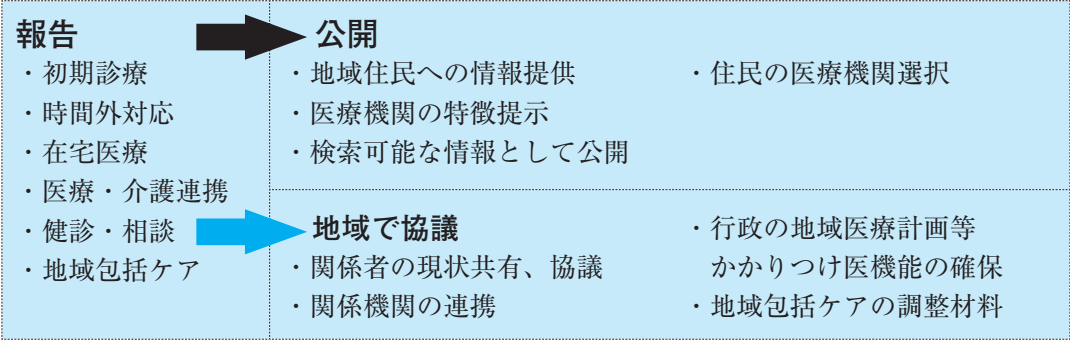 報告
・初期診療
・時間外対応
・在宅医療
・医療・介護連携
・健診・相談
・地域包括ケア
公開
・地域住民への情報提供
・医療機関の特徴提示
・検索可能な情報として公開
・住民の医療機関選択
地域で協議
・関係者の現状共有、協議
・関係機関の連携
・行政の地域医療計画等
かかりつけ医機能の確保
・地域包括ケアの調整材料